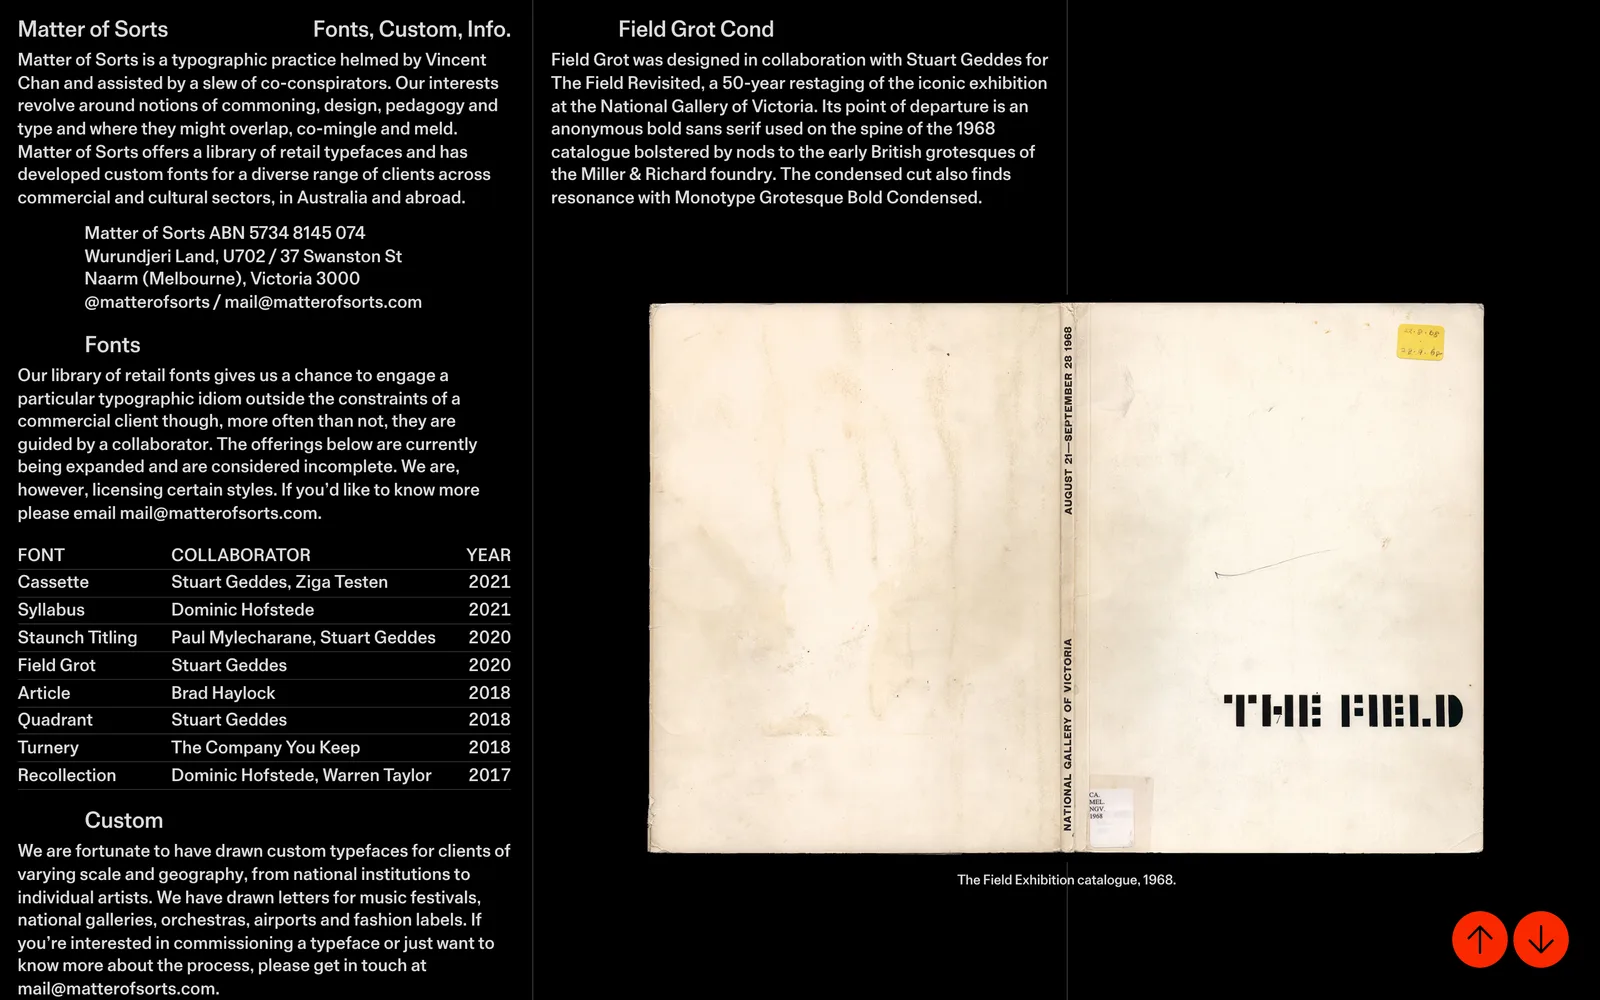 Matter of Sorts
Fonts, Custom, Info.
Matter of Sorts is a typographic practice helmed by Vincent
Chan and assisted by a slew of co-conspirators. Our interests
revolve around notions of commoning, design, pedagogy and
type and where they might overlap, co-mingle and meld.
Matter of Sorts offers a library of retail typefaces and has
developed custom fonts for a diverse range of clients across
commercial and cultural sectors, in Australia and abroad.
Matter of Sorts ABN 5734 8145 074
Wurundjeri Land, U702 / 37 Swanston St
Naarm (Melbourne), Victoria 3000
@matterofsorts / mail@matterofsorts.com
Fonts
Our library of retail fonts gives us a chance to engage a
particular typographic idiom outside the constraints of a
commercial client though, more often than not, they are
guided by a collaborator. The offerings below are currently
being expanded and are considered incomplete. We are,
however, licensing certain styles. If you’d like to know more
please email mail@matterofsorts.com.
FONT COLLABORATOR YEAR
Cassette Stuart Geddes, Ziga Testen 2021
Syllabus Dominic Hofstede 2021
Staunch Titling Paul Mylecharane, Stuart Geddes 2020
Field Grot Stuart Geddes 2020
Article Brad Haylock 2018
Quadrant Stuart Geddes 2018
Turnery The Company You Keep 2018
Recollection Dominic Hofstede, Warren Taylor 2017
Custom
We are fortunate to have drawn custom typefaces for clients of
varying scale and geography, from national institutions to
individual artists. We have drawn letters for music festivals,
national galleries, orchestras, airports and fashion labels. If
you’re interested in commissioning a typeface or just want to
know more about the process, please get in touch at
mail@matterofsorts.com.
Field Grot Cond
Field Grot was designed in collaboration with Stuart Geddes for
The Field Revisited, a 50-year restaging of the iconic exhibition
at the National Gallery of Victoria. Its point of departure is an
anonymous bold sans serif used on the spine of the 1968
catalogue bolstered by nods to the early British grotesques of
the Miller & Richard foundry. The condensed cut also finds
resonance with Monotype Grotesque Bold Condensed.
NATIONAL GALLERY OF VICTORIA AUGUST 21—SEPTEMBER 28 1968
THE FIELD
CA.
MEL.
NGV.
1968
The Field Exhibition catalogue, 1968.